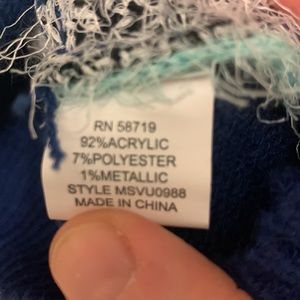 RN 58719
92%ACRYLIC
7%POLYESTER
1%METALLIC
STYLE MSVU0988
MADE IN CHINA